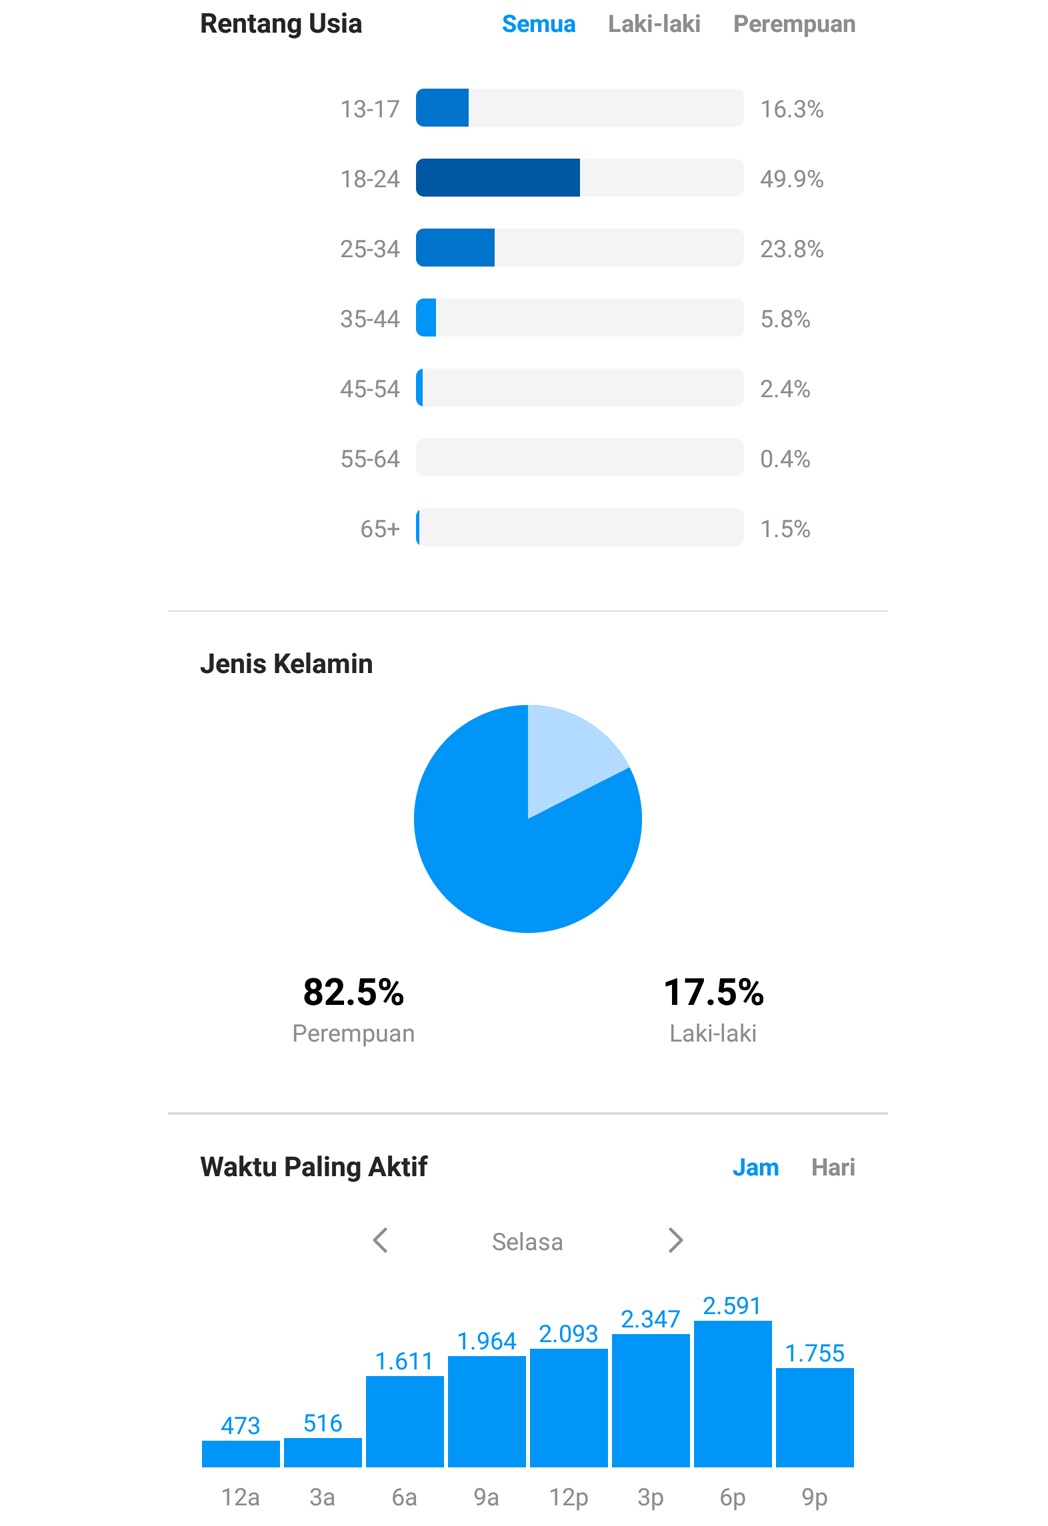 Rentang Usia Semua Laki-laki Perempuan
13-17 16.3%
18-24 49.9%
25-34 23.8%
35-44 5.8%
45-54 2.4%
55-64 0.4%
65+ 1.5%
Jenis Kelamin
82.5% 17.5%
Perempuan Laki-laki
Waktu Paling Aktif Jam Hari
Selasa
473 516 1.611 1.964 2.093 2.347 2.591 1.755
12a 3a 6a 9a 12p 3p 6p 9p